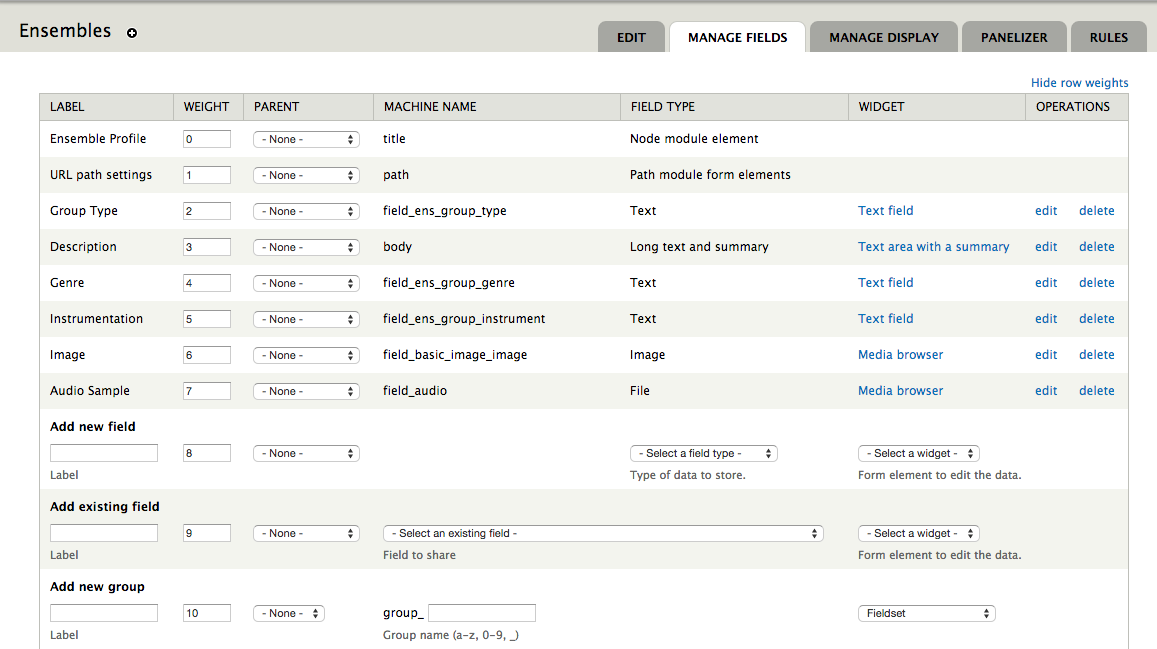 Ensembles
EDIT MANAGE FIELDS MANAGE DISPLAY PANELIZER RULES
Hide row weights
LABEL WEIGHT PARENT MACHINE NAME FIELD TYPE WIDGET OPERATIONS
Ensemble Profile 0 - None - title Node module element
URL path settings 1 - None - path Path module form elements
Group Type 2 - None - field_ens_group_type Text Text field edit delete
Description 3 - None - body Long text and summary Text area with a summary edit delete
Genre 4 - None - field_ens_group_genre Text Text field edit delete
Instrumentation 5 - None - field_ens_group_instrument Text Text field edit delete
Image 6 - None - field_basic_image_image Image Media browser edit delete
Audio Sample 7 - None - field_audio File Media browser edit delete
Add new field
8 - None - - Select a field type - - Select a widget -
Label Type of data to store. Form element to edit the data.
Add existing field
9 - None - - Select an existing field - - Select a widget -
Label Field to share Form element to edit the data.
Add new group
10 - None - group_ Fieldset
Label Group name (a-z, 0-9, _)